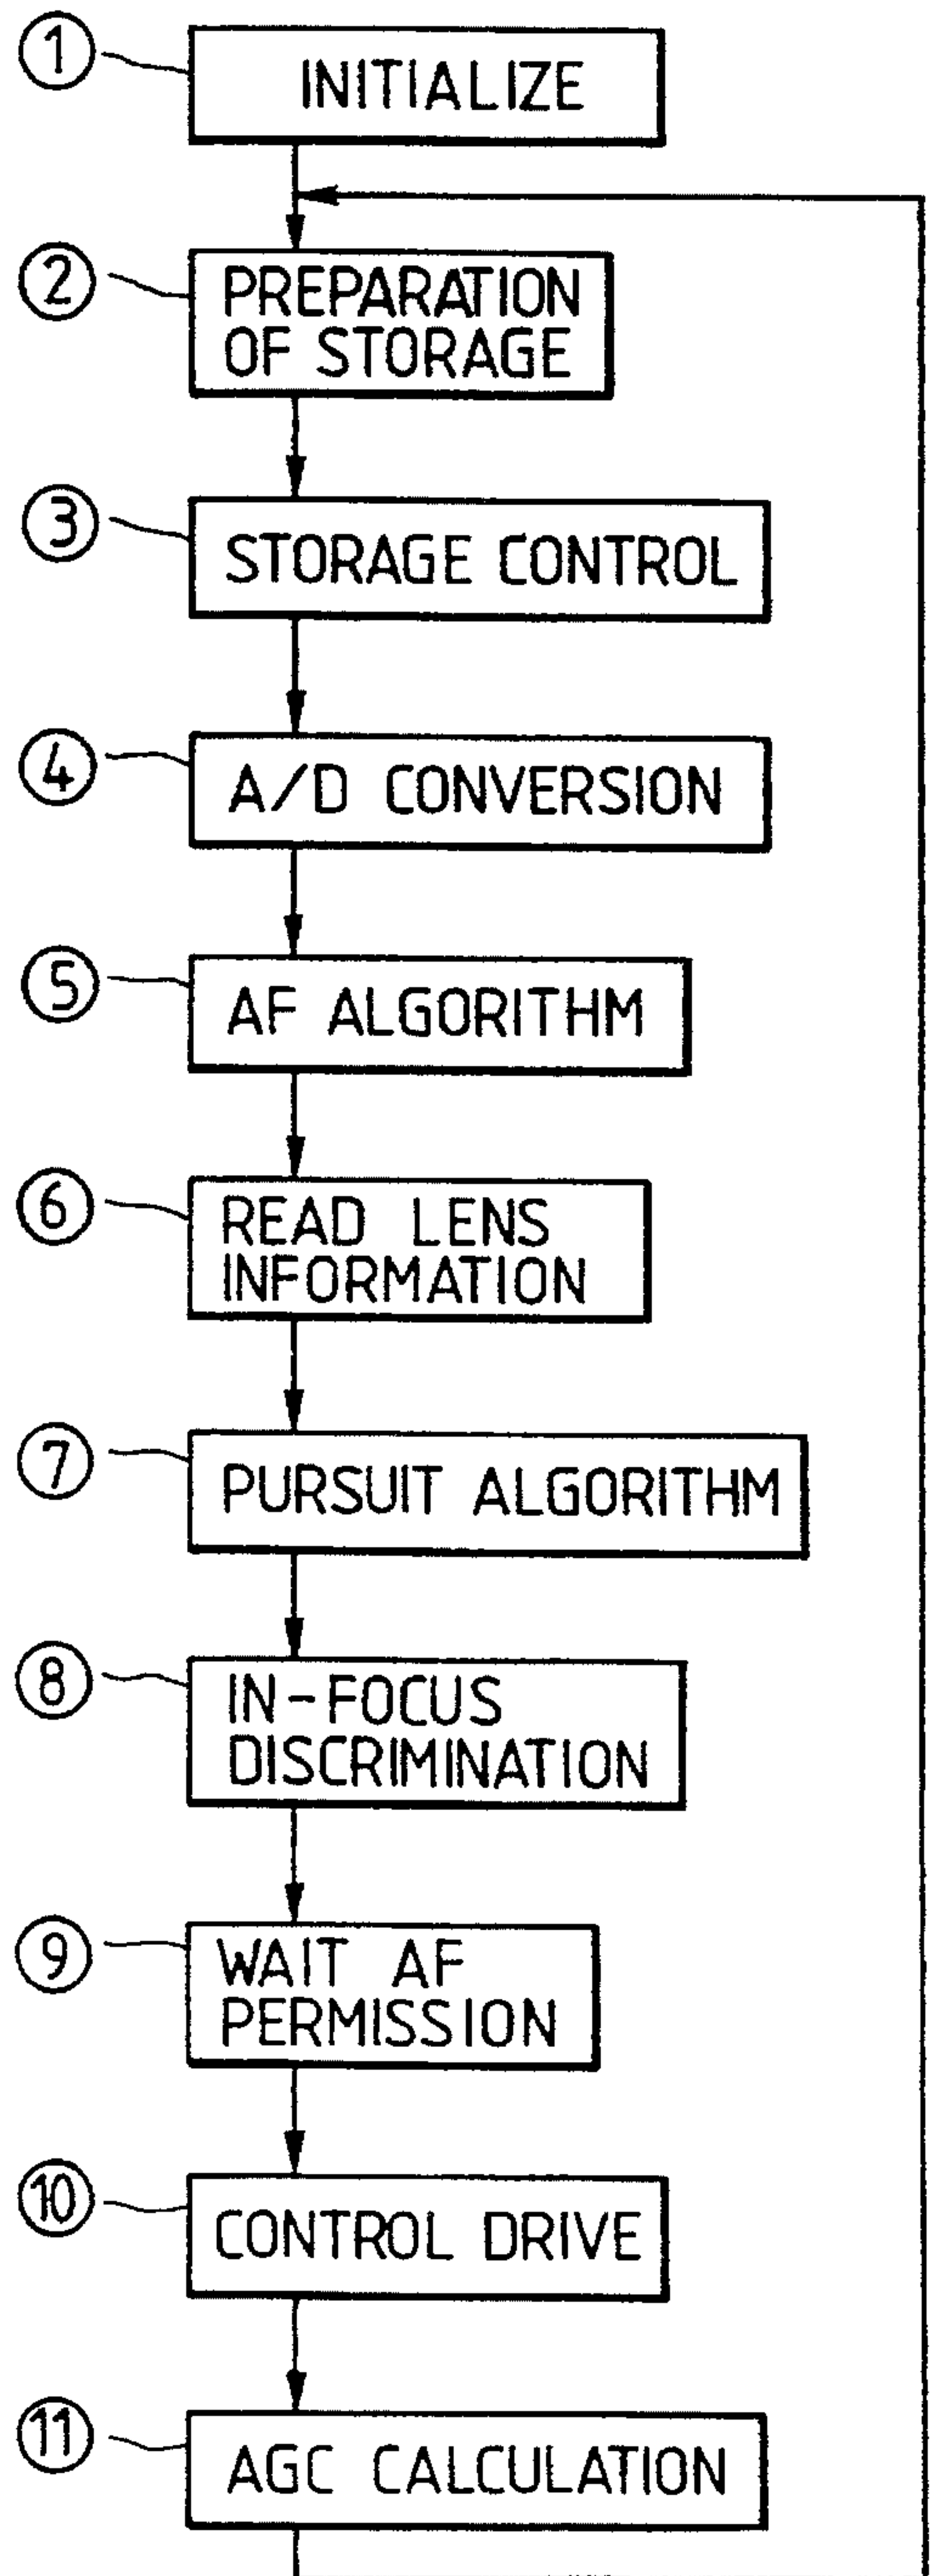 ① INITIALIZE
② PREPARATION
OF STORAGE
③ STORAGE CONTROL
④ A/D CONVERSION
⑤ AF ALGORITHM
⑥ READ LENS
INFORMATION
⑦ PURSUIT ALGORITHM
⑧ IN-FOCUS
DISCRIMINATION
⑨ WAIT AF
PERMISSION
⑩ CONTROL DRIVE
⑪ AGC CALCULATION